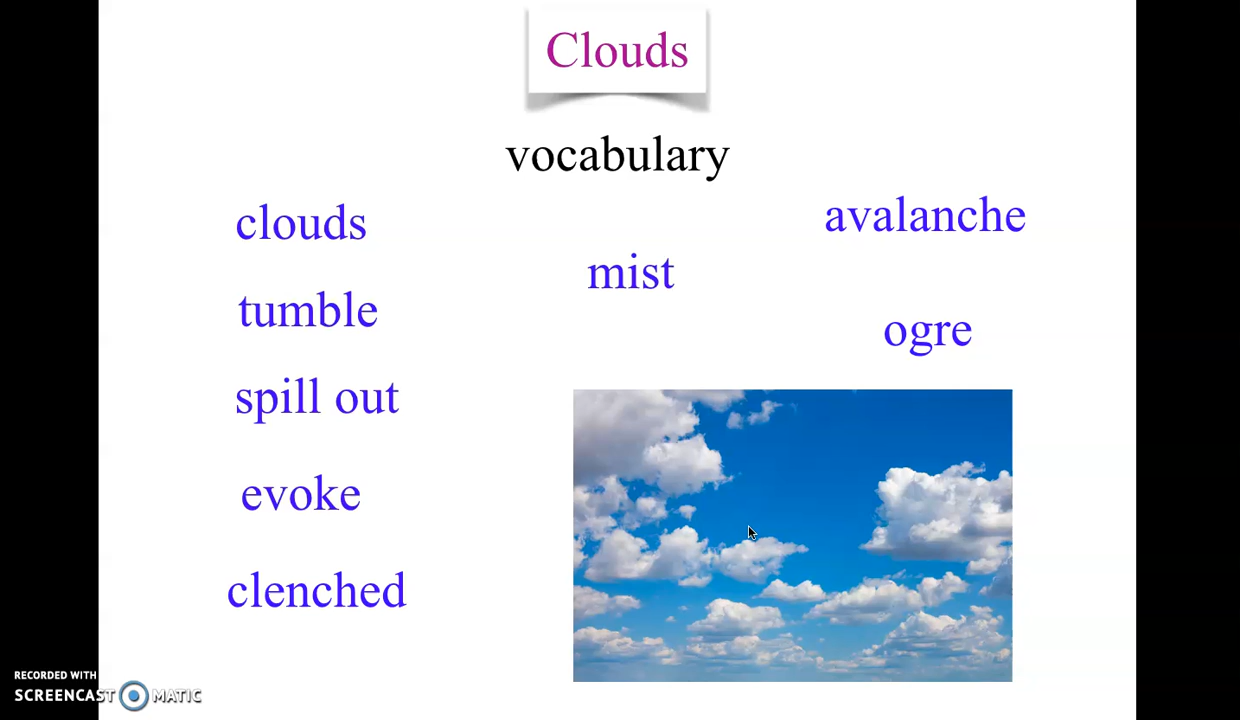 Clouds
vocabulary
clouds
tumble
spill out
evoke
clenched
mist
avalanche
ogre
RECORDED WITH
SCREENCAST MATIC